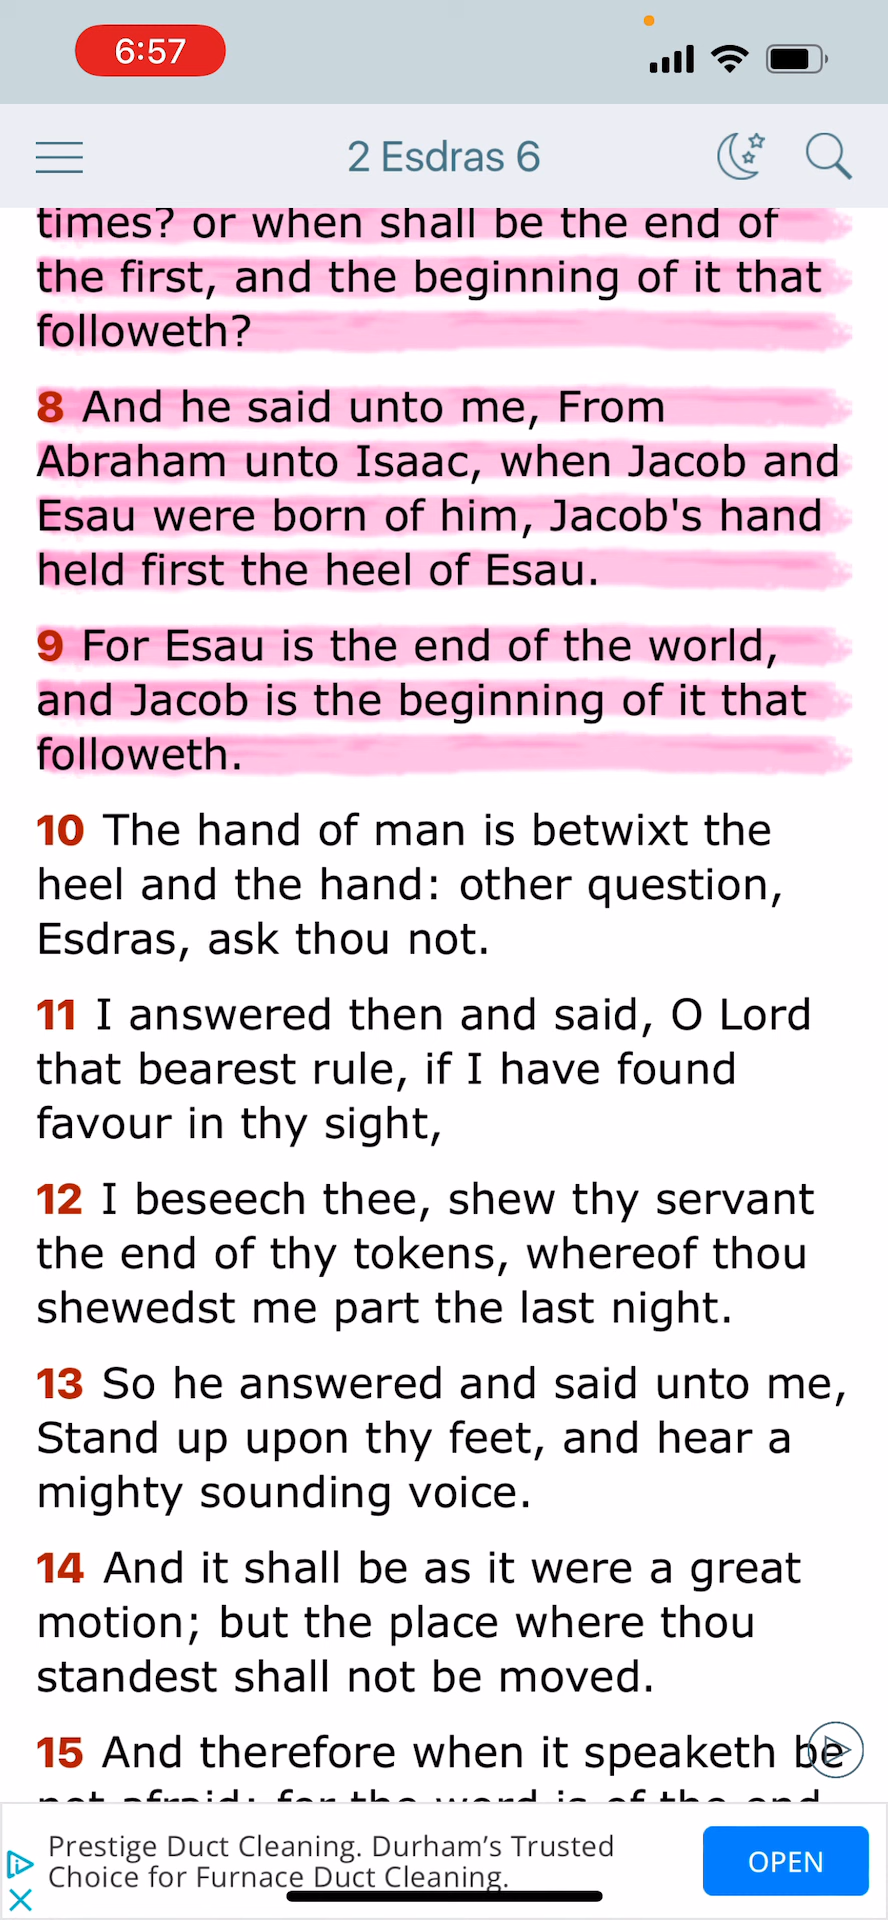 6:57
2 Esdras 6
times? or when shall be the end of
the first, and the beginning of it that
followeth?
8 And he said unto me, From
Abraham unto Isaac, when Jacob and
Esau were born of him, Jacob's hand
held first the heel of Esau.
9 For Esau is the end of the world,
and Jacob is the beginning of it that
followeth.
10 The hand of man is betwixt the
heel and the hand: other question,
Esdras, ask thou not.
11 I answered then and said, O Lord
that bearest rule, if I have found
favour in thy sight,
12 I beseech thee, shew thy servant
the end of thy tokens, whereof thou
shewedst me part the last night.
13 So he answered and said unto me,
Stand up upon thy feet, and hear a
mighty sounding voice.
14 And it shall be as it were a great
motion; but the place where thou
standest shall not be moved.
15 And therefore when it speaketh be
not afraid: for the word is of the end
Prestige Duct Cleaning. Durham's Trusted
Choice for Furnace Duct Cleaning.
OPEN